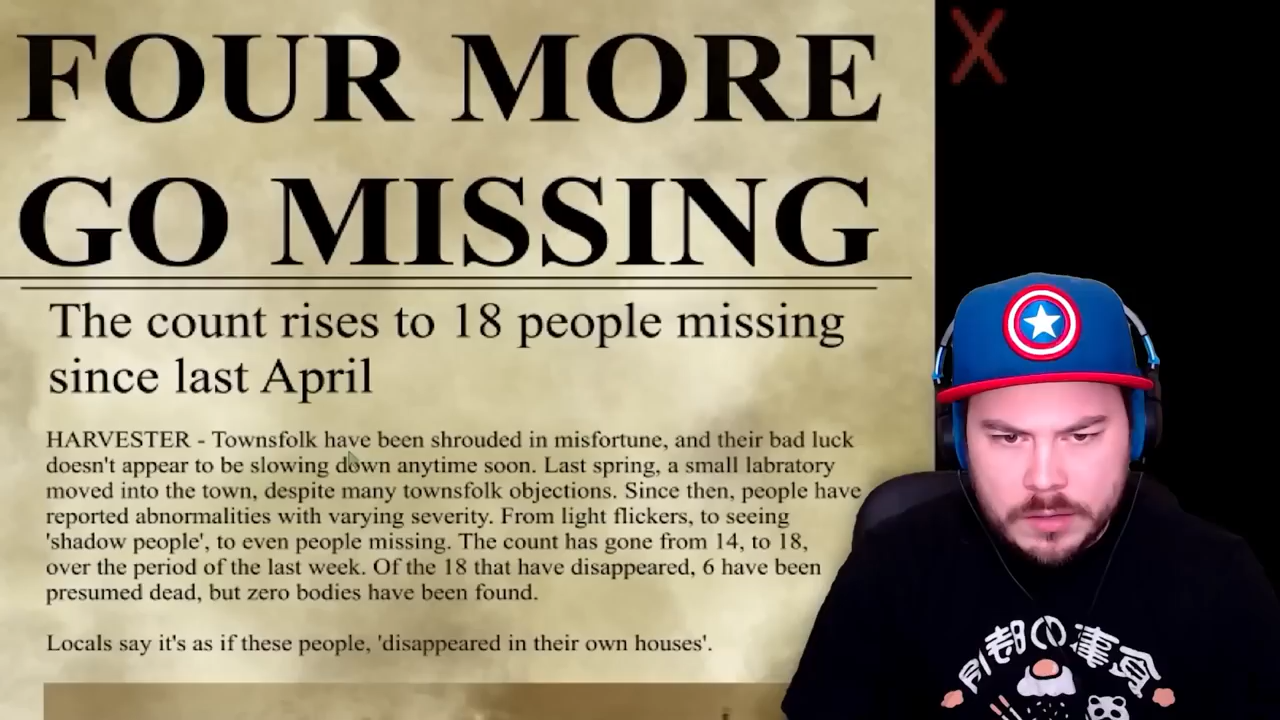 FOUR MORE
GO MISSING
The count rises to 18 people missing
since last April
HARVESTER - Townsfolk have been shrouded in misfortune, and their bad luck
doesn't appear to be slowing down anytime soon. Last spring, a small labratory
moved into the town, despite many townsfolk objections. Since then, people have
reported abnormalities with varying severity. From light flickers, to seeing
'shadow people', to even people missing. The count has gone from 14, to 18,
over the period of the last week. Of the 18 that have disappeared, 6 have been
presumed dead, but zero bodies have been found.
Locals say it's as if these people, 'disappeared in their own houses'.
X